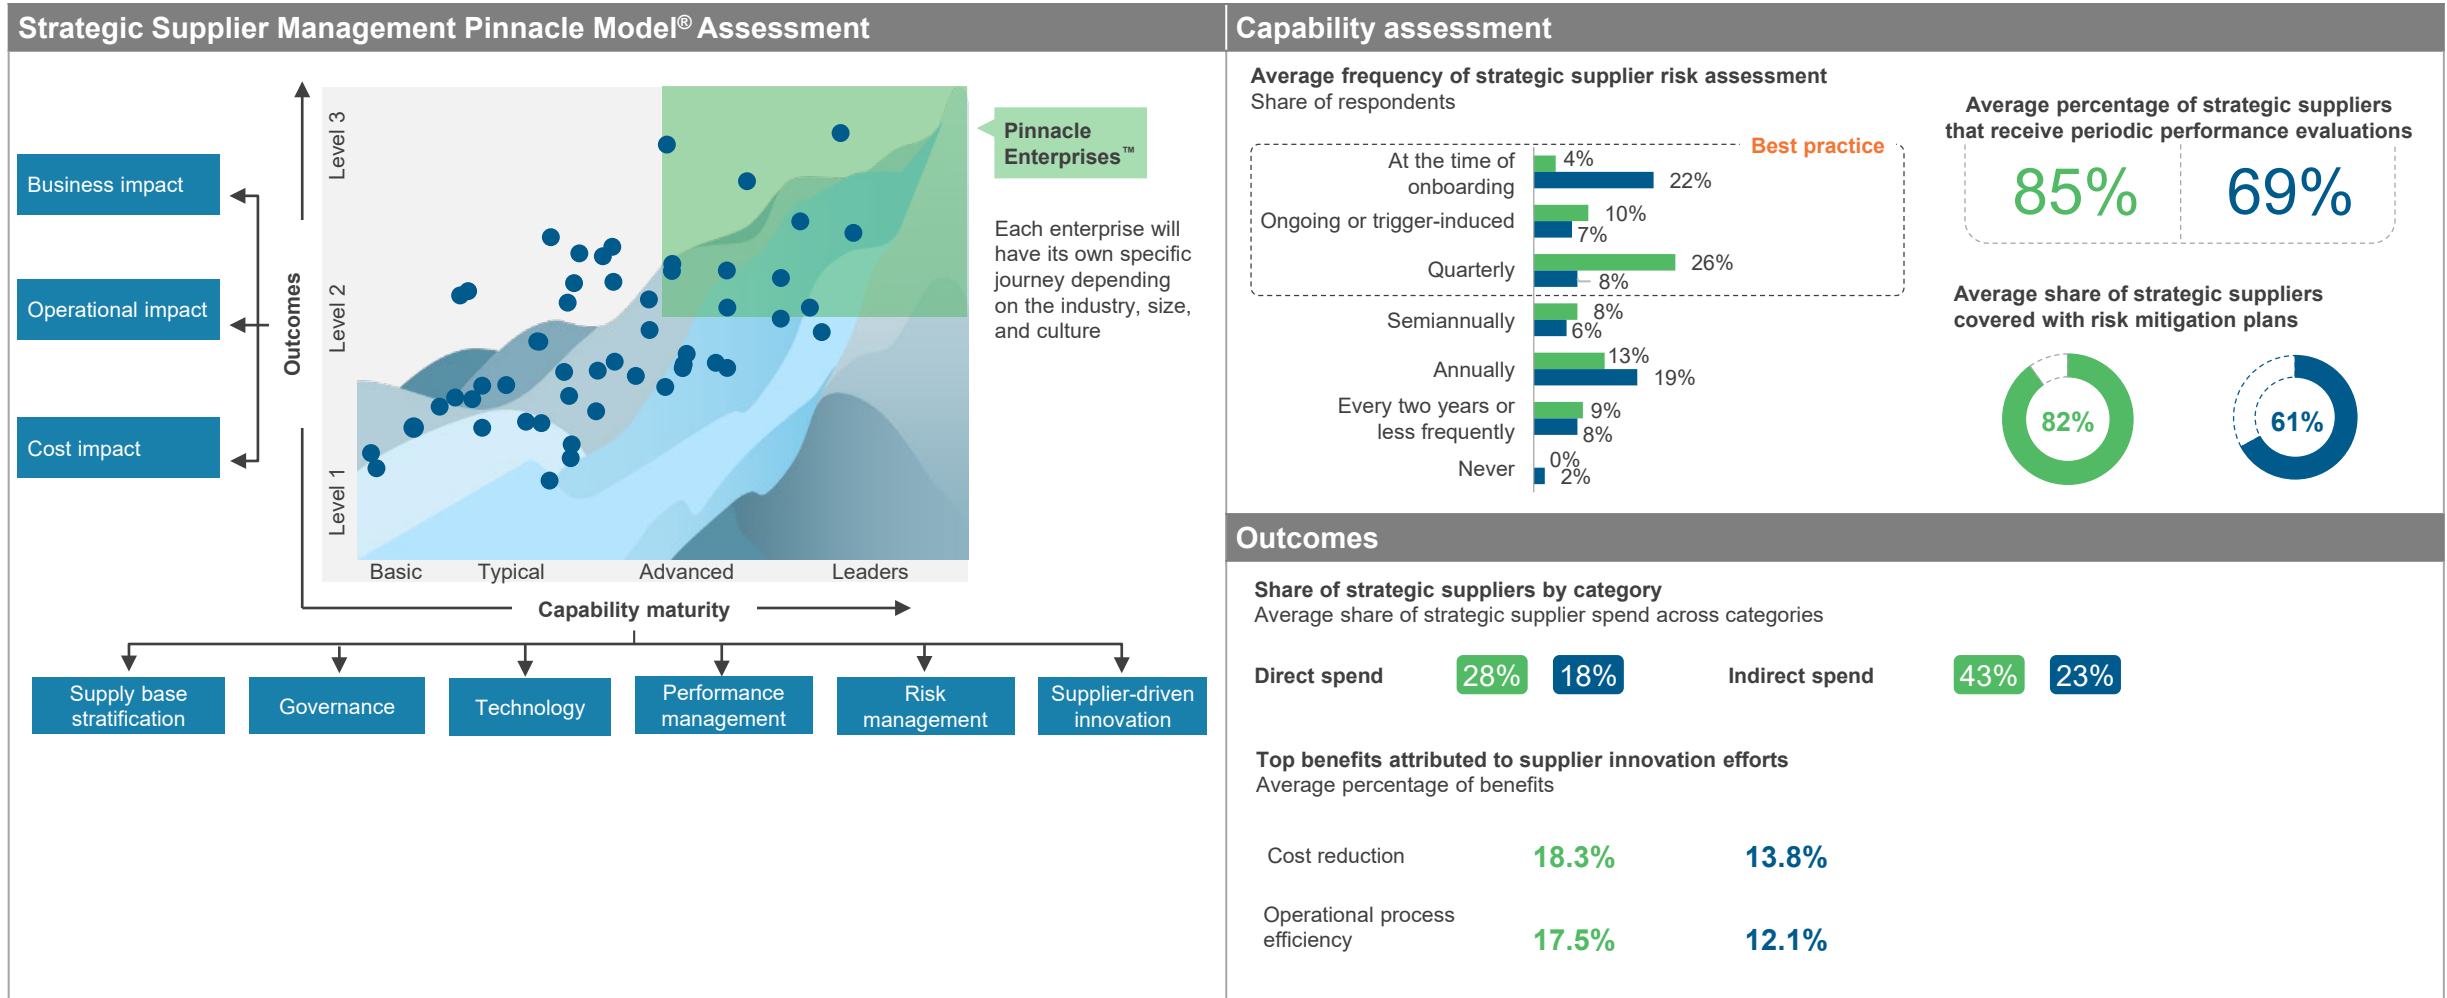 Strategic Supplier Management Pinnacle Model® Assessment
Business impact
Operational impact
Cost impact
Outcomes
Level 3
Level 2
Level 1
Pinnacle
Enterprises™
Each enterprise will
have its own specific
journey depending
on the industry, size,
and culture
Basic
Typical
Advanced
Leaders
Capability maturity
Supply base
stratification
Governance
Technology
Performance
management
Risk
management
Supplier-driven
innovation
Capability assessment
Average frequency of strategic supplier risk assessment
Share of respondents
Best practice
At the time of
onboarding
4%
22%
Ongoing or trigger-induced
10%
7%
Quarterly
26%
8%
Semiannually
8%
6%
Annually
13%
19%
Every two years or
less frequently
9%
8%
Never
0%
2%
Average percentage of strategic suppliers
that receive periodic performance evaluations
85%
69%
Average share of strategic suppliers
covered with risk mitigation plans
82%
61%
Outcomes
Share of strategic suppliers by category
Average share of strategic supplier spend across categories
Direct spend
28%
18%
Indirect spend
43%
23%
Top benefits attributed to supplier innovation efforts
Average percentage of benefits
Cost reduction
18.3%
13.8%
Operational process
efficiency
17.5%
12.1%